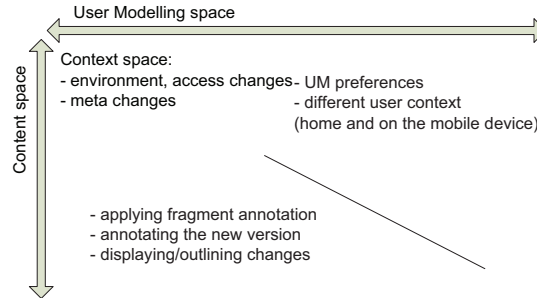 User Modelling space
Content space
Context space:
- environment, access changes
- meta changes
- UM preferences
- different user context
(home and on the mobile device)
- applying fragment annotation
- annotating the new version
- displaying/outlining changes